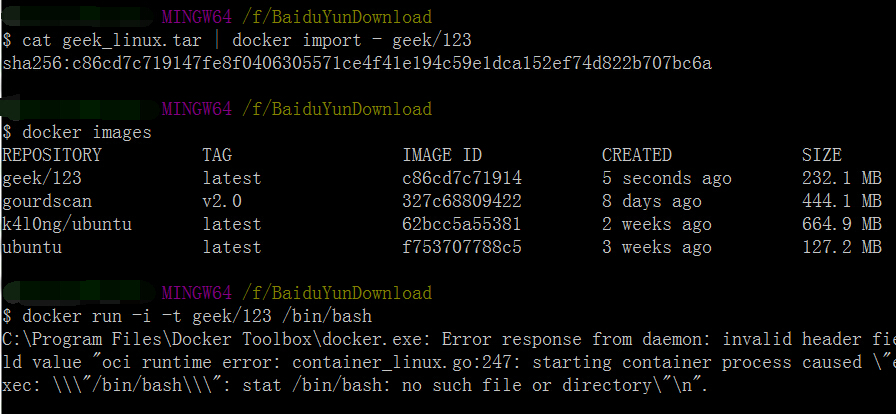 MINGW64 /f/BaiduYunDownload
$ cat geek_linux.tar | docker import - geek/123
sha256:c86cd7c719147fe8f0406305571ce4f41e194c59e1dca152ef74d822b707bc6a
MINGW64 /f/BaiduYunDownload
$ docker images
REPOSITORY TAG IMAGE ID CREATED SIZE
geek/123 latest c86cd7c71914 5 seconds ago 232.1 MB
gourdscan v2.0 327c68809422 8 days ago 444.1 MB
k4l0ng/ubuntu latest 62bcc5a55381 2 weeks ago 664.9 MB
ubuntu latest f753707788c5 3 weeks ago 127.2 MB
MINGW64 /f/BaiduYunDownload
$ docker run -i -t geek/123 /bin/bash
C:\Program Files\Docker Toolbox\docker.exe: Error response from daemon: invalid header fie
ld value "oci runtime error: container_linux.go:247: starting container process caused \"e
xec: \\\"/bin/bash\\\": stat /bin/bash: no such file or directory\"\n".